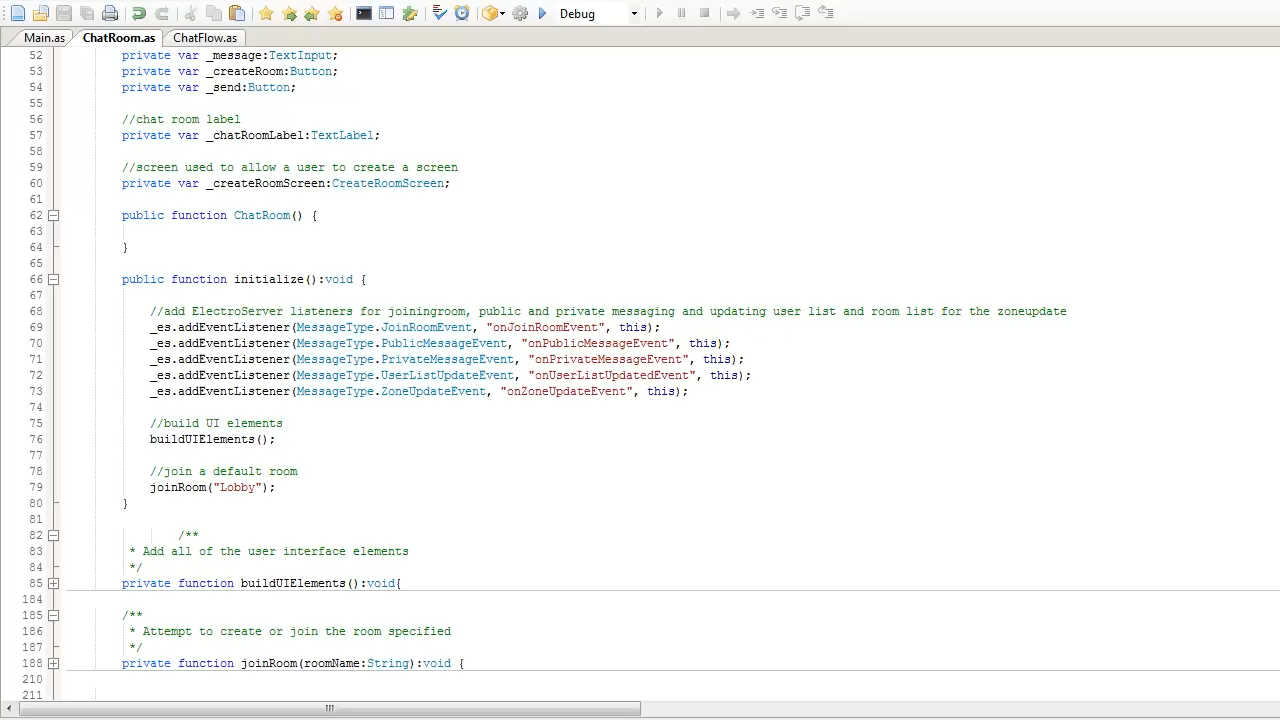 Debug
Main.as ChatRoom.as ChatFlow.as
52 private var _message:TextInput;
53 private var _createRoom:Button;
54 private var _send:Button;
55
56 //chat room label
57 private var _chatRoomLabel:TextLabel;
58
59 //screen used to allow a user to create a screen
60 private var _createRoomScreen:CreateRoomScreen;
61
62 public function ChatRoom() {
63
64 }
65
66 public function initialize():void {
67
68 //add ElectroServer listeners for joiningroom, public and private messaging and updating user list and room list for the zoneupdate
69 _es.addEventListener(MessageType.JoinRoomEvent, "onJoinRoomEvent", this);
70 _es.addEventListener(MessageType.PublicMessageEvent, "onPublicMessageEvent", this);
71 _es.addEventListener(MessageType.PrivateMessageEvent, "onPrivateMessageEvent", this);
72 _es.addEventListener(MessageType.UserListUpdateEvent, "onUserListUpdatedEvent", this);
73 _es.addEventListener(MessageType.ZoneUpdateEvent, "onZoneUpdateEvent", this);
74
75 //build UI elements
76 buildUIElements();
77
78 //join a default room
79 joinRoom("Lobby");
80 }
81
82 /**
83 * Add all of the user interface elements
84 */
85 private function buildUIElements():void{
184
185 /**
186 * Attempt to create or join the room specified
187 */
188 private function joinRoom(roomName:String):void {
210
211